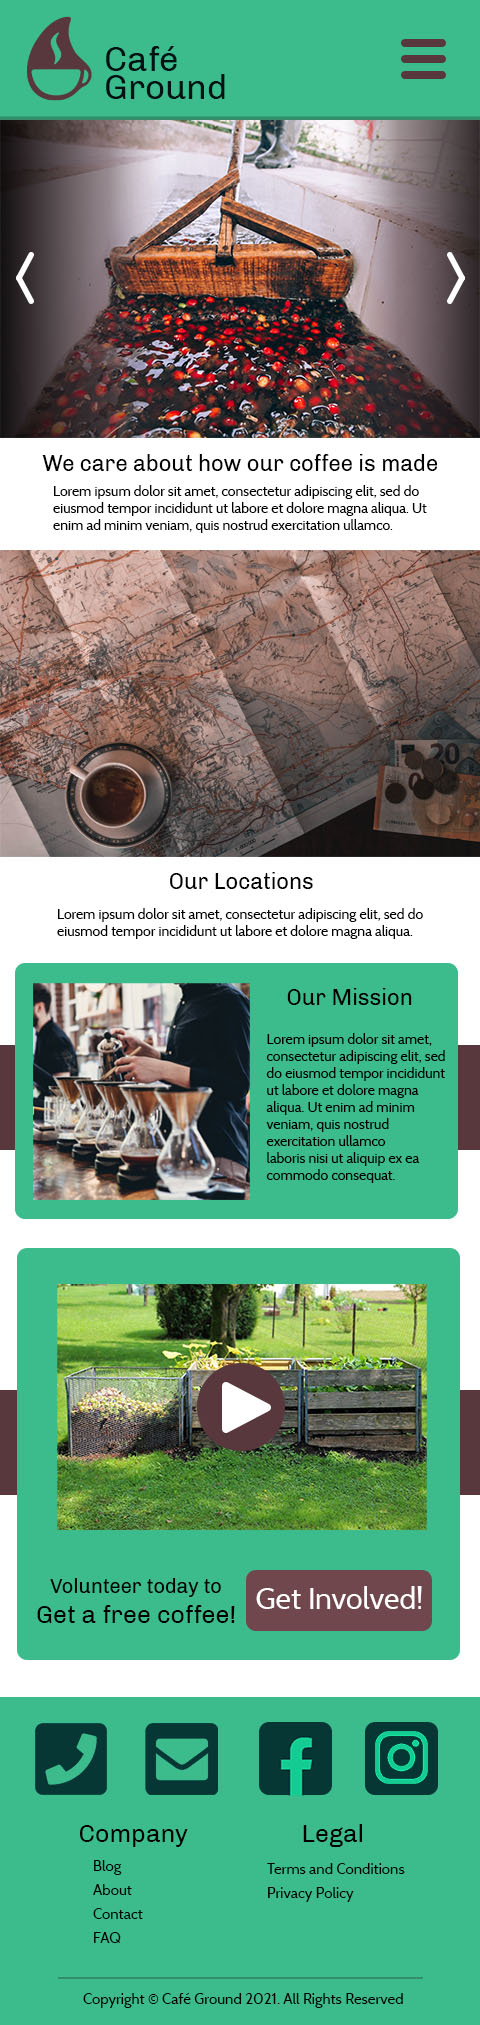 Café
Ground
We care about how our coffee is made
Lorem ipsum dolor sit amet, consectetur adipiscing elit, sed do
eiusmod tempor incididunt ut labore et dolore magna aliqua. Ut
enim ad minim veniam, quis nostrud exercitation ullamco.
20
Our Locations
Lorem ipsum dolor sit amet, consectetur adipiscing elit, sed do
eiusmod tempor incididunt ut labore et dolore magna aliqua.
Our Mission
Lorem ipsum dolor sit amet,
consectetur adipiscing elit, sed
do eiusmod tempor incididunt
ut labore et dolore magna
aliqua. Ut enim ad minim
veniam, quis nostrud
exercitation ullamco
laboris nisi ut aliquip ex ea
commodo consequat.
Volunteer today to
Get a free coffee!
Get Involved!
Company
Blog
About
Contact
FAQ
Legal
Terms and Conditions
Privacy Policy
Copyright © Café Ground 2021. All Rights Reserved